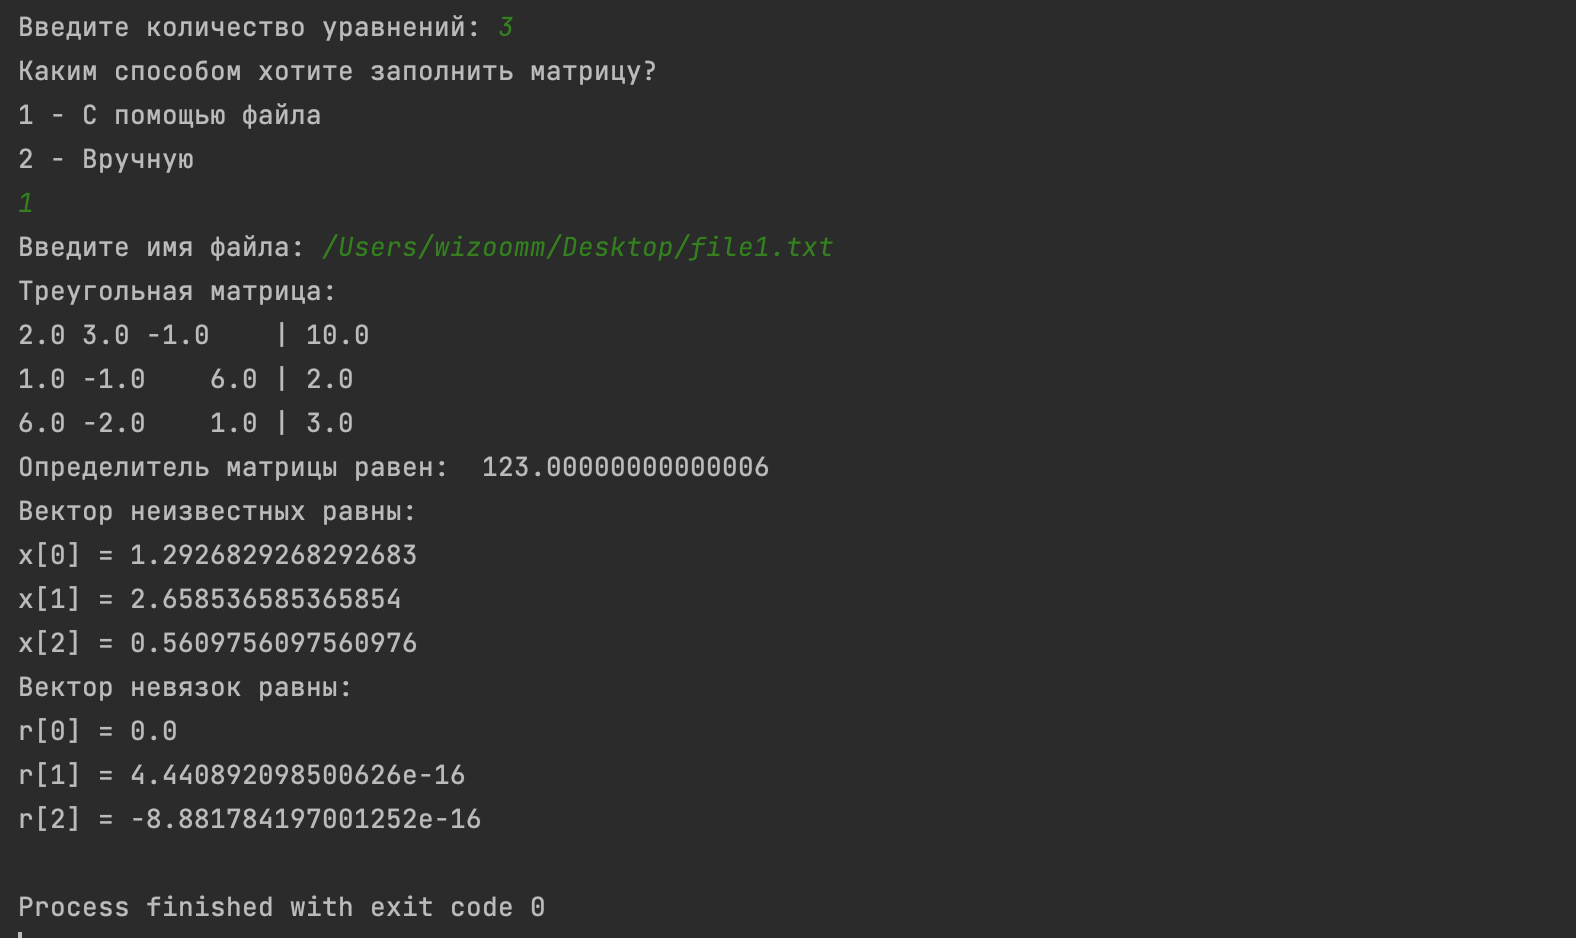 Введите количество уравнений: 3
Каким способом хотите заполнить матрицу?
1 - С помощью файла
2 - Вручную
1
Введите имя файла: /Users/wizoomm/Desktop/file1.txt
Треугольная матрица:
2.0 3.0 -1.0    | 10.0
1.0 -1.0    6.0 | 2.0
6.0 -2.0    1.0 | 3.0
Определитель матрицы равен:  123.00000000000006
Вектор неизвестных равны:
x[0] = 1.2926829268292683
x[1] = 2.658536585365854
x[2] = 0.5609756097560976
Вектор невязок равны:
r[0] = 0.0
r[1] = 4.440892098500626e-16
r[2] = -8.881784197001252e-16
Process finished with exit code 0